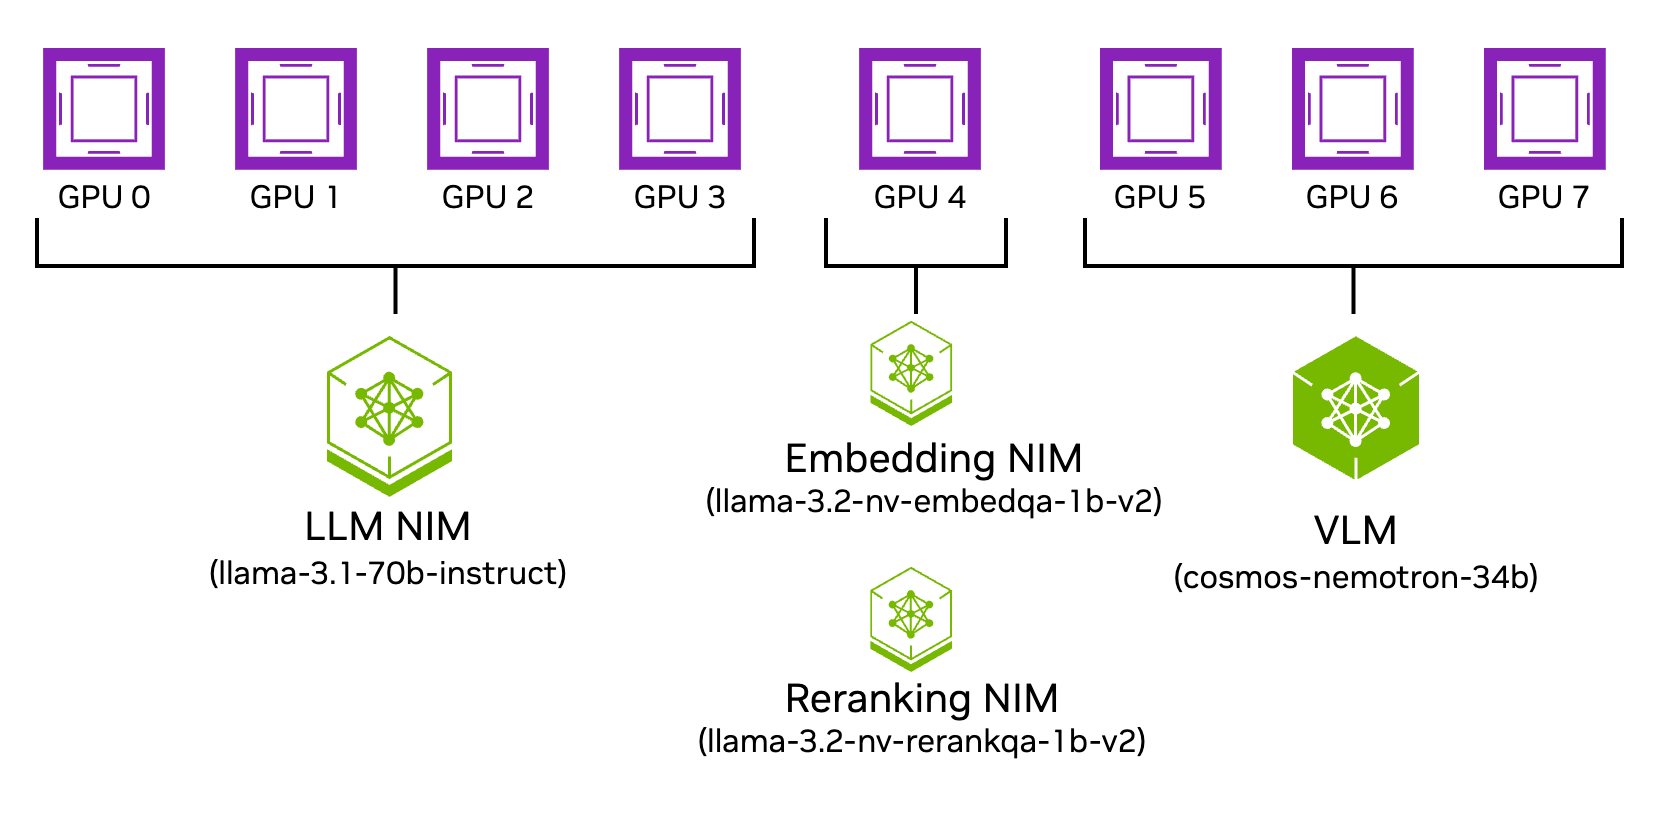 GPU 0
GPU 1
GPU 2
GPU 3
GPU 4
GPU 5
GPU 6
GPU 7
LLM NIM
(llama-3.1-70b-instruct)
Embedding NIM
(llama-3.2-nv-embedqa-1b-v2)
Reranking NIM
(llama-3.2-nv-rerankqa-1b-v2)
VLM
(cosmos-nemotron-34b)